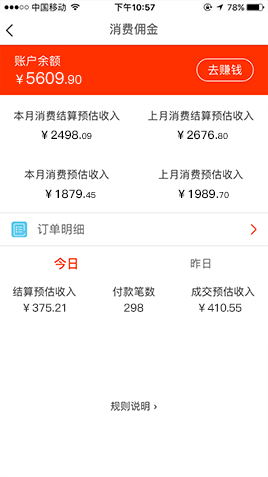 中国移动 下午10:57 78%
消费佣金
账户余额
¥5609.90
去赚钱
本月消费结算预估收入 上月消费结算预估收入
¥2498.09 ¥2676.80
本月消费预估收入 上月消费预估收入
¥1879.45 ¥1989.70
订单明细
今日 昨日
结算预估收入 付款笔数 成交预估收入
¥375.21 298 ¥410.55
规则说明 ›